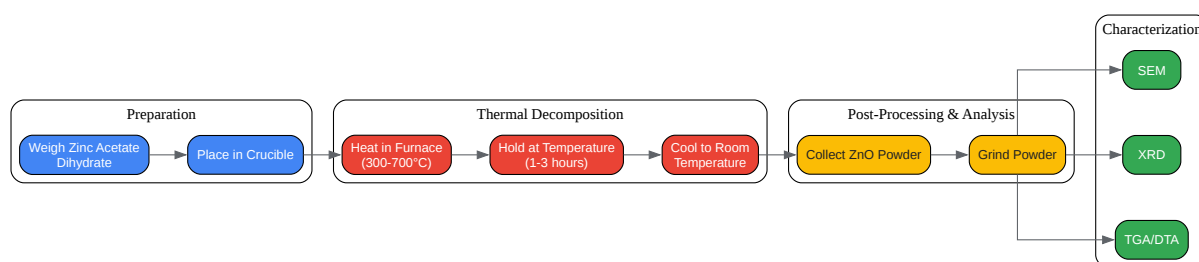 Preparation
Weigh Zinc Acetate
Dihydrate
Place in Crucible
Thermal Decomposition
Heat in Furnace
(300-700°C)
Hold at Temperature
(1-3 hours)
Cool to Room
Temperature
Post-Processing & Analysis
Collect ZnO Powder
Grind Powder
Characterization
SEM
XRD
TGA/DTA